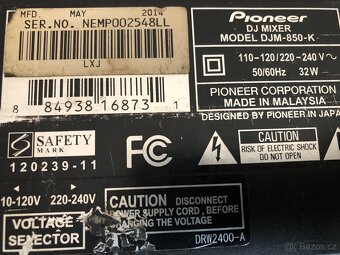 MFD. MAY 2014
SER.NO. NEMP002548LL
LXJ
8 84938 16873 1
Pioneer
DJ MIXER
MODEL DJM-850-K
110-120/220-240 V~
50/60Hz 32W
PIONEER CORPORATION
MADE IN MALAYSIA
DESIGNED BY PIONEER IN JAPA
S SAFETY
MARK
120239-11
FC
CAUTION
RISK OF ELECTRIC SHOCK
DO NOT OPEN
10-120V 220-240V
VOLTAGE
SELECTOR
CAUTION DISCONNECT
POWER SUPPLY CORD, BEFORE
CHANGING THE VOLTAGE
DRW2400-A